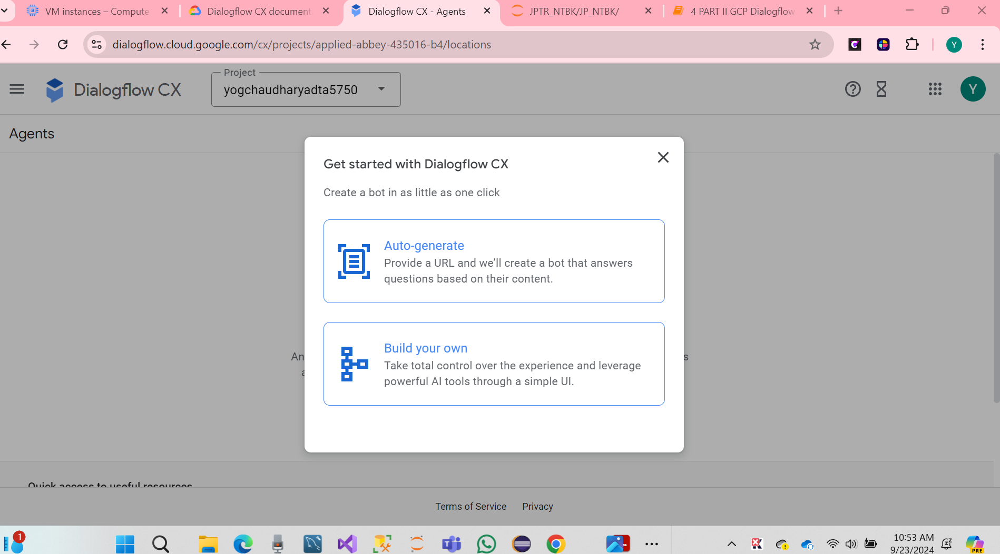 VM instances – Compute
Dialogflow CX document
Dialogflow CX - Agents
JPTR_NTBK/JP_NTBK/
4 PART II GCP Dialogflow
dialogflow.cloud.google.com/cx/projects/applied-abbey-435016-b4/locations
Y
Dialogflow CX
Project
yogchaudharyadta5750
Y
Agents
Get started with Dialogflow CX
Create a bot in as little as one click
Auto-generate
Provide a URL and we’ll create a bot that answers
questions based on their content.
Build your own
Take total control over the experience and leverage
powerful AI tools through a simple UI.
An
s
a
Quick access to useful resources
Terms of Service Privacy
1
10:53 AM
9/23/2024
PRE